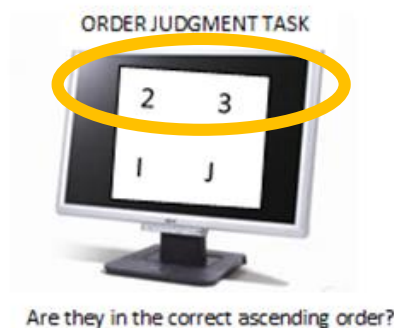 ORDER JUDGMENT TASK
2 3
I J
Are they in the correct ascending order?